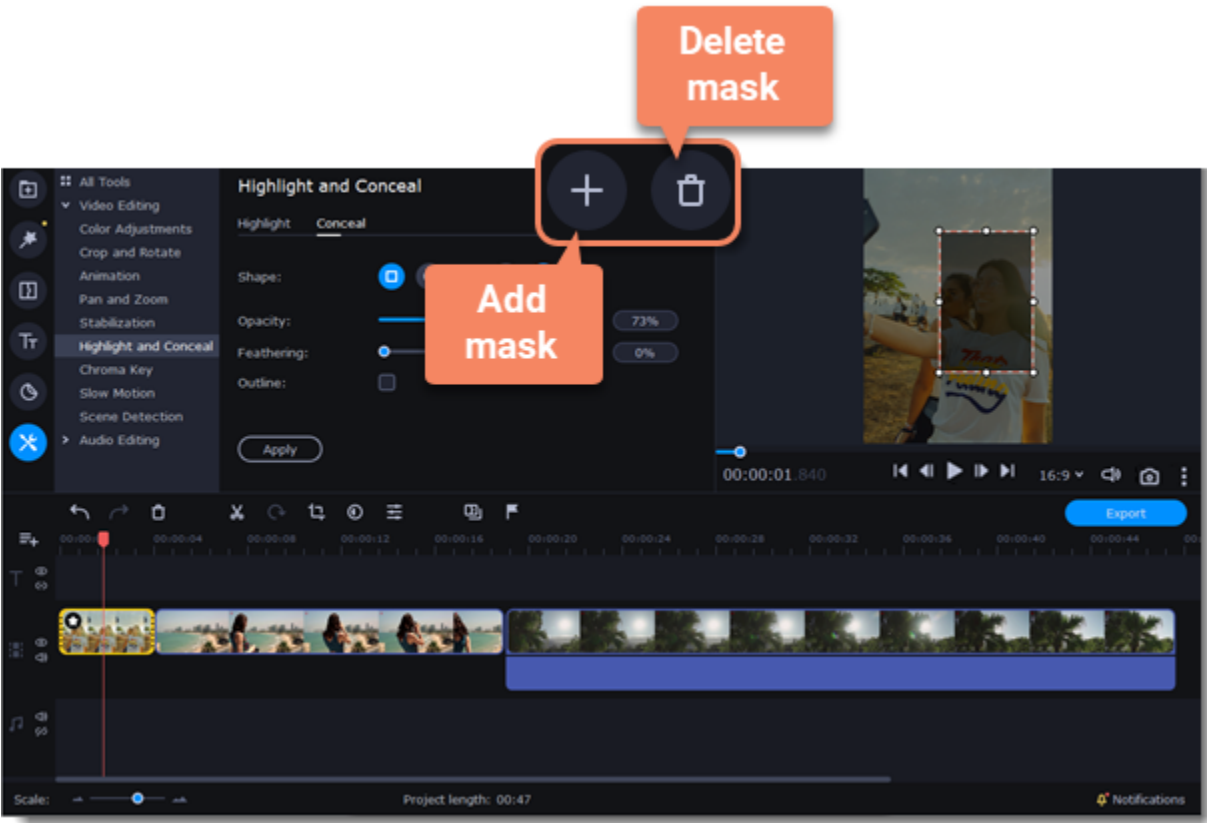 Delete
mask
All Tools
Video Editing
Color Adjustments
Crop and Rotate
Animation
Pan and Zoom
Stabilization
Highlight and Conceal
Chroma Key
Slow Motion
Scene Detection
Audio Editing
Highlight and Conceal
Highlight Conceal
Shape:
Opacity: 73%
Feathering: 0%
Outline:
Apply
Add
mask
00:00:01.840
16:9
Export
00:00:04 00:00:08 00:00:12 00:00:16 00:00:20 00:00:24 00:00:28 00:00:32 00:00:36 00:00:40 00:00:44
Scale:
Project length: 00:47
Notifications